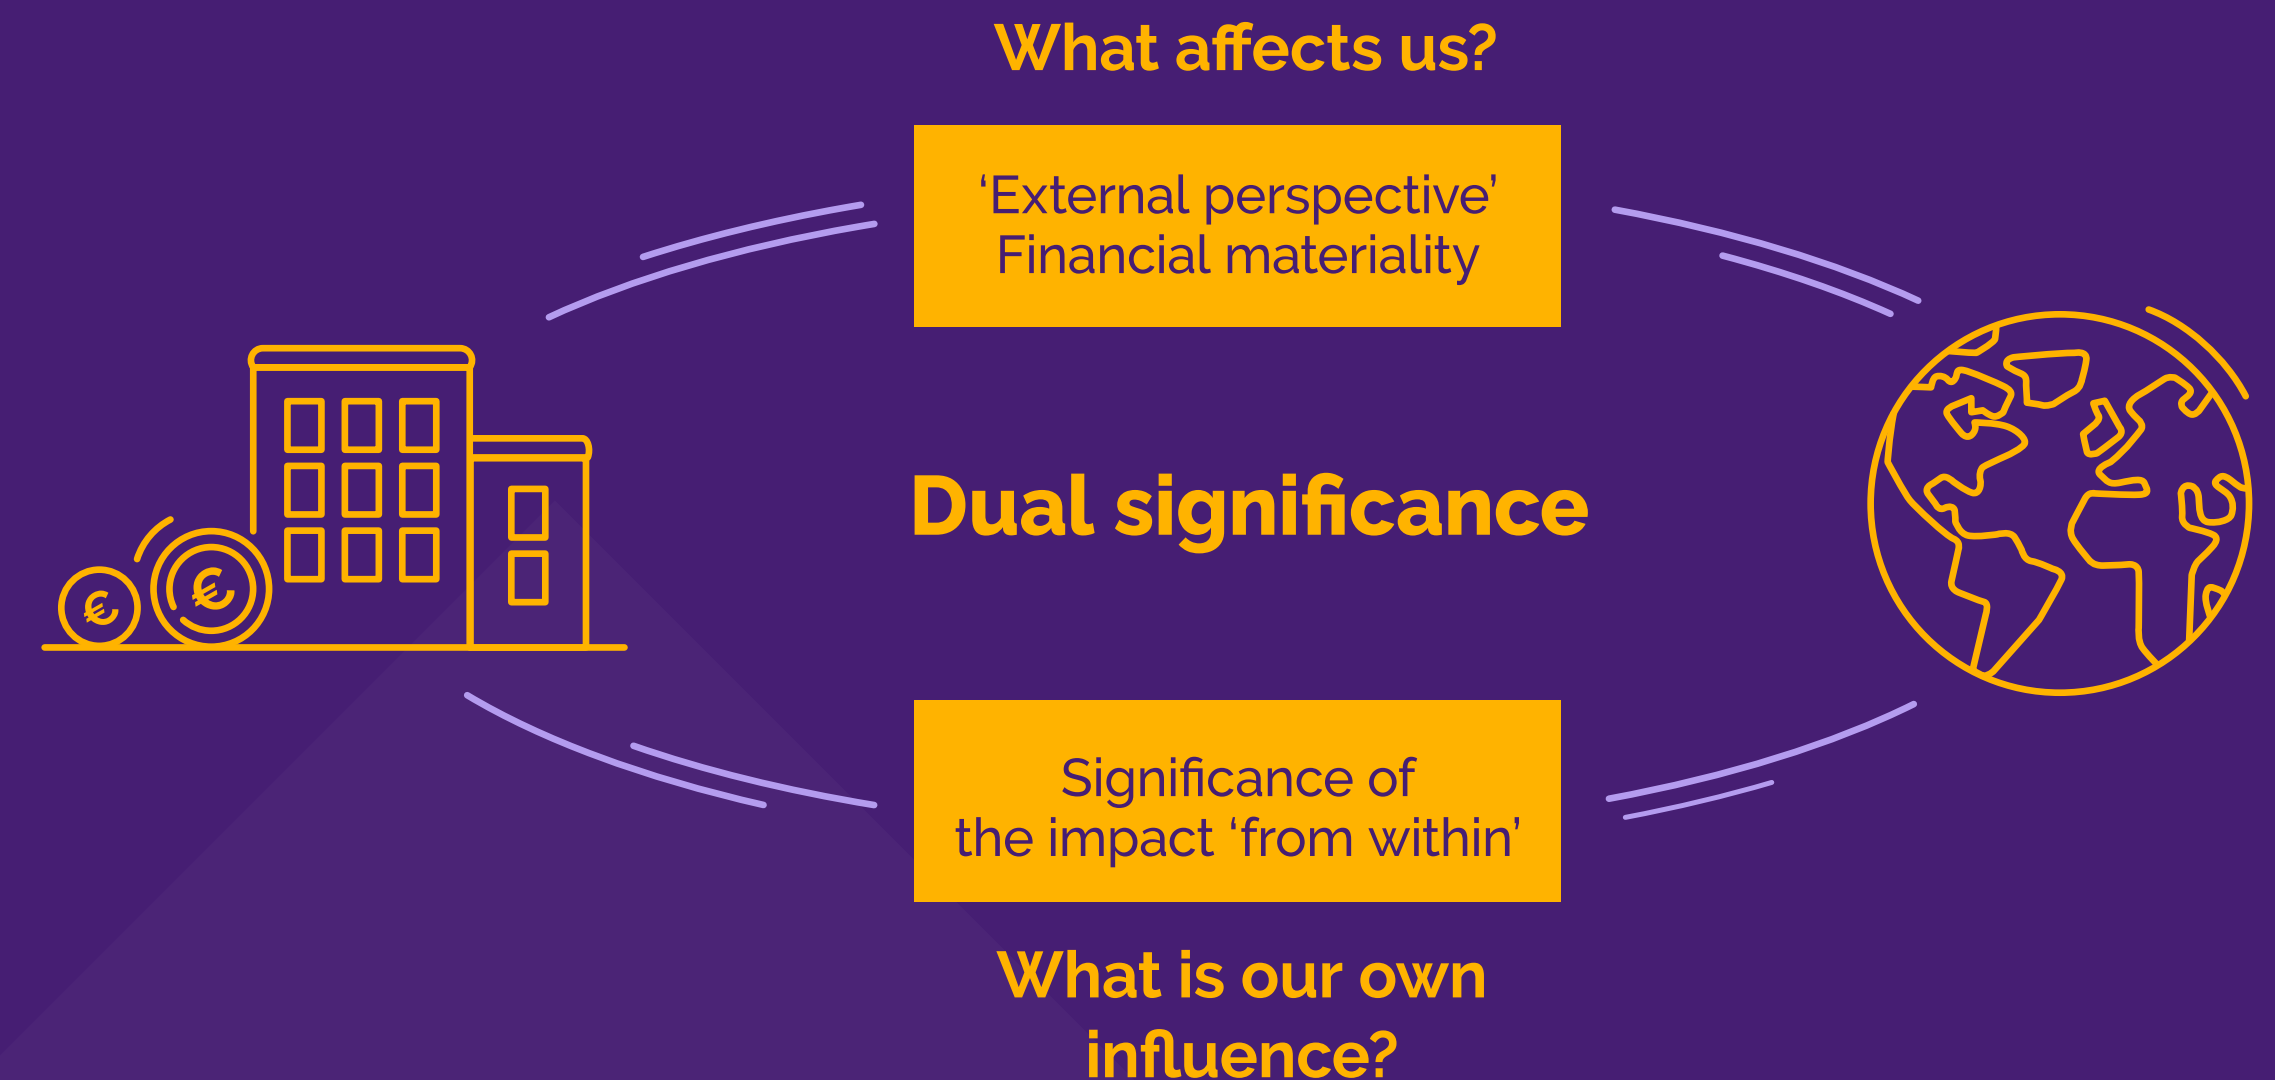 What affects us?
‘External perspective’
Financial materiality
Dual significance
€
€
Significance of
the impact ‘from within’
What is our own
influence?